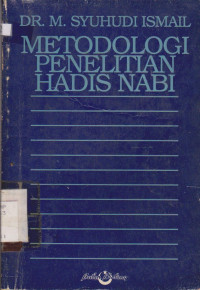 DR. M. SYUHUDI ISMAIL
METODOLOGI
PENELITIAN
HADIS NABI